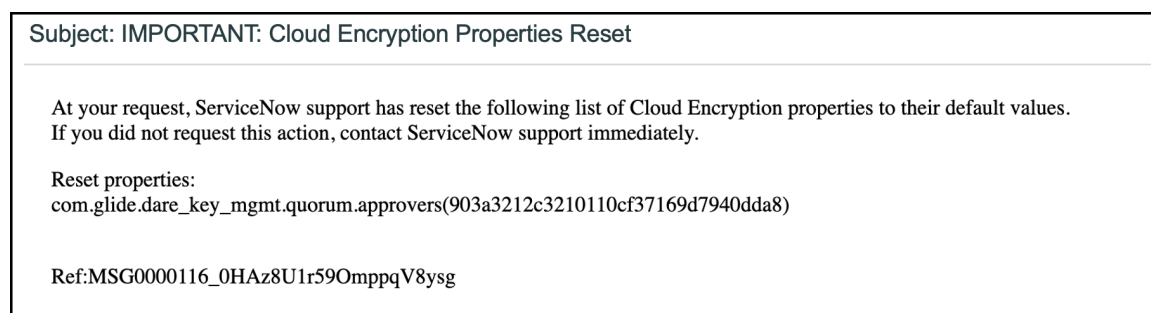 Subject: IMPORTANT: Cloud Encryption Properties Reset
At your request, ServiceNow support has reset the following list of Cloud Encryption properties to their default values.
If you did not request this action, contact ServiceNow support immediately.
Reset properties:
com.glide.dare_key_mgmt.quorum.approvers(903a3212c3210110cf37169d7940dda8)
Ref:MSG0000116_0HAz8U1r59OmppqV8ysg